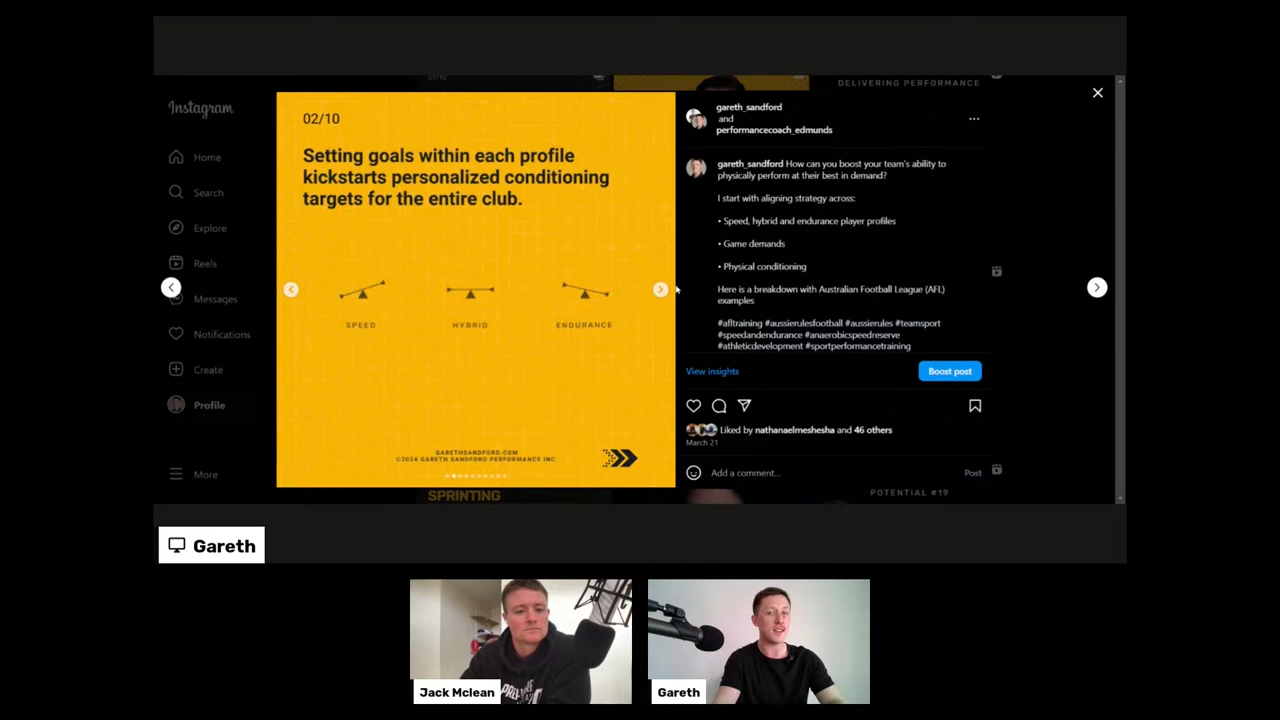 01/10
DELIVERING PERFORMANCE
Instagram
Home
Search
Explore
Reels
Messages
Notifications
Create
Profile
More
02/10
Setting goals within each profile
kickstarts personalized conditioning
targets for the entire club.
SPEED
HYBRID
ENDURANCE
GARETHSANDFORD.COM
©2024 GARETH SANDFORD PERFORMANCE INC
SPRINTING
gareth_sandford
and
performancecoach_edmunds
gareth_sandford How can you boost your team's ability to
physically perform at their best in demand?
I start with aligning strategy across:
• Speed, hybrid and endurance player profiles
• Game demands
• Physical conditioning
Here is a breakdown with Australian Football League (AFL)
examples
#afltraining #aussierulesfootball #aussierules #teamsport
#speedandendurance #anaerobicspeedreserve
#athleticdevelopment #sportperformancetraining
View insights
Boost post
Liked by nathanaelmeshesha and 46 others
March 21
Add a comment...
Post
POTENTIAL #19
Gareth
Jack Mclean
Gareth